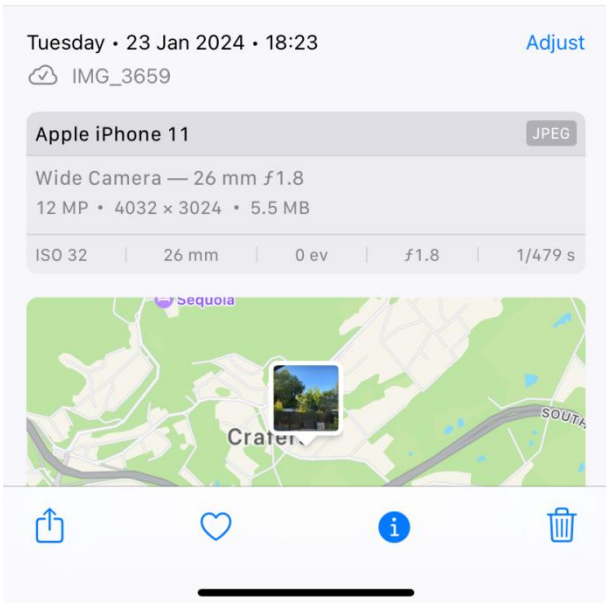 Tuesday • 23 Jan 2024 • 18:23
Adjust
IMG_3659
Apple iPhone 11
JPEG
Wide Camera — 26 mm ƒ1.8
12 MP • 4032 × 3024 • 5.5 MB
ISO 32
26 mm
0 ev
ƒ1.8
1/479 s
Sequoia
SOUTH